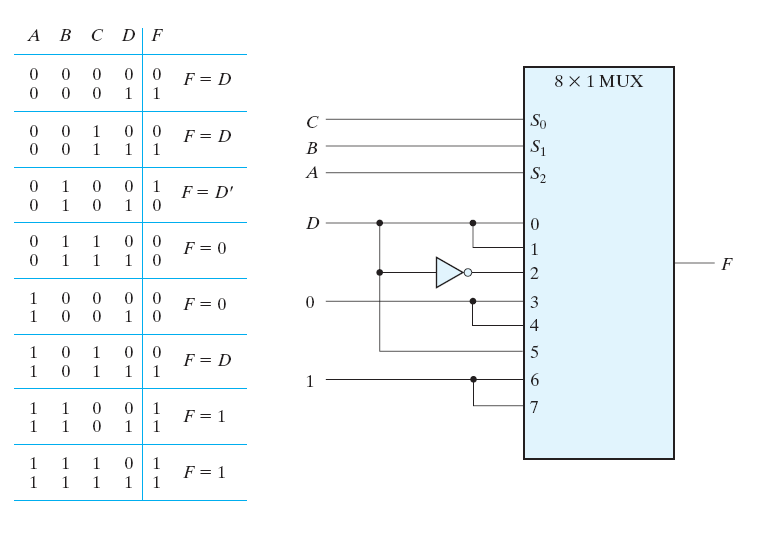 A B C D F
0 0 0 0 0 F = D
0 0 0 1 1
0 0 1 0 0 F = D
0 0 1 1 1
0 1 0 0 1 F = D′
0 1 0 1 0
0 1 1 0 0 F = 0
0 1 1 1 0
1 0 0 0 0 F = 0
1 0 0 1 0
1 0 1 0 0 F = D
1 0 1 1 1
1 1 0 0 1 F = 1
1 1 0 1 1
1 1 1 0 1 F = 1
1 1 1 1 1
8 × 1 MUX
C S0
B S1
A S2
D 0
1
2
0 3
4
5
1 6
7
F